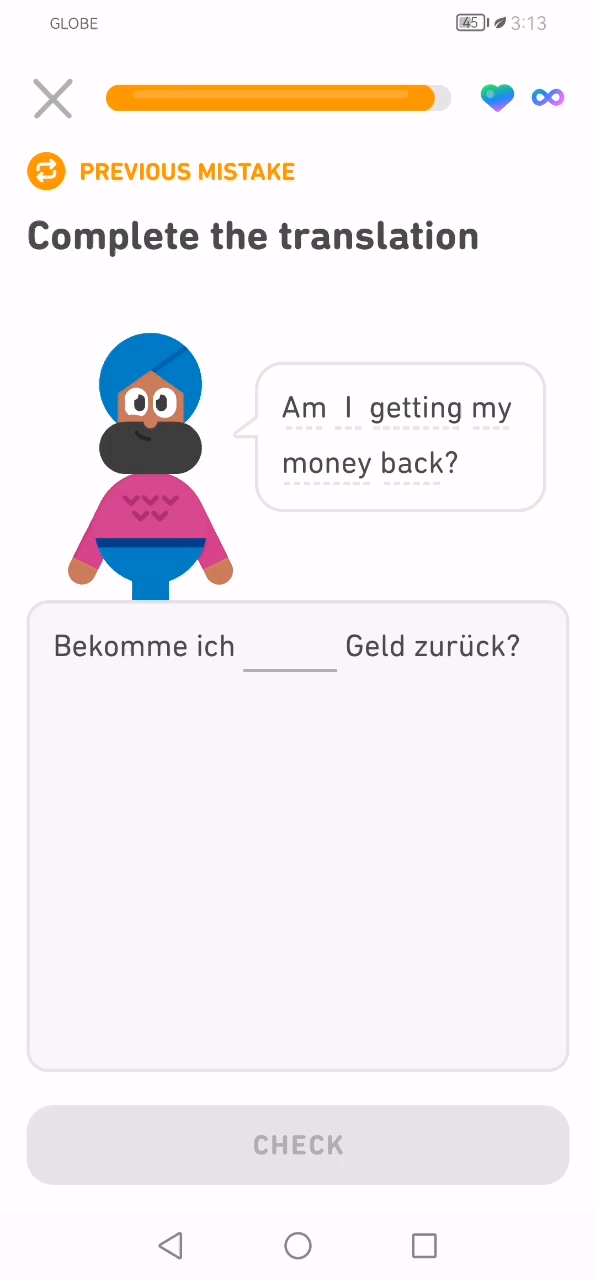 GLOBE 45 3:13
PREVIOUS MISTAKE
Complete the translation
Am I getting my
money back?
Bekomme ich ______ Geld zurück?
CHECK